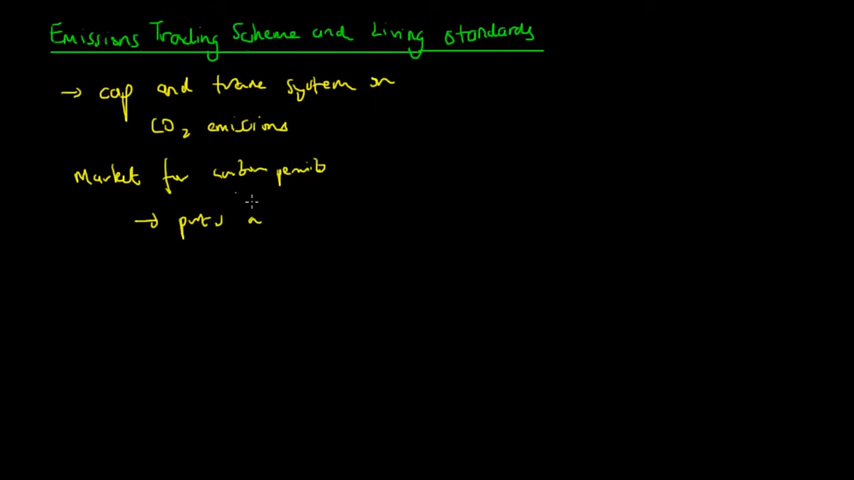 Emissions Trading Scheme and Living standards
→ cap and trade system on
CO₂ emissions
Market for carbon permits
→ puts a